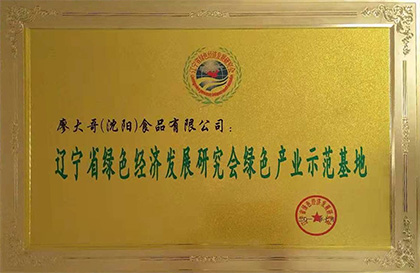 廖大哥(沈阳)食品有限公司：
辽宁省绿色经济发展研究会绿色产业示范基地